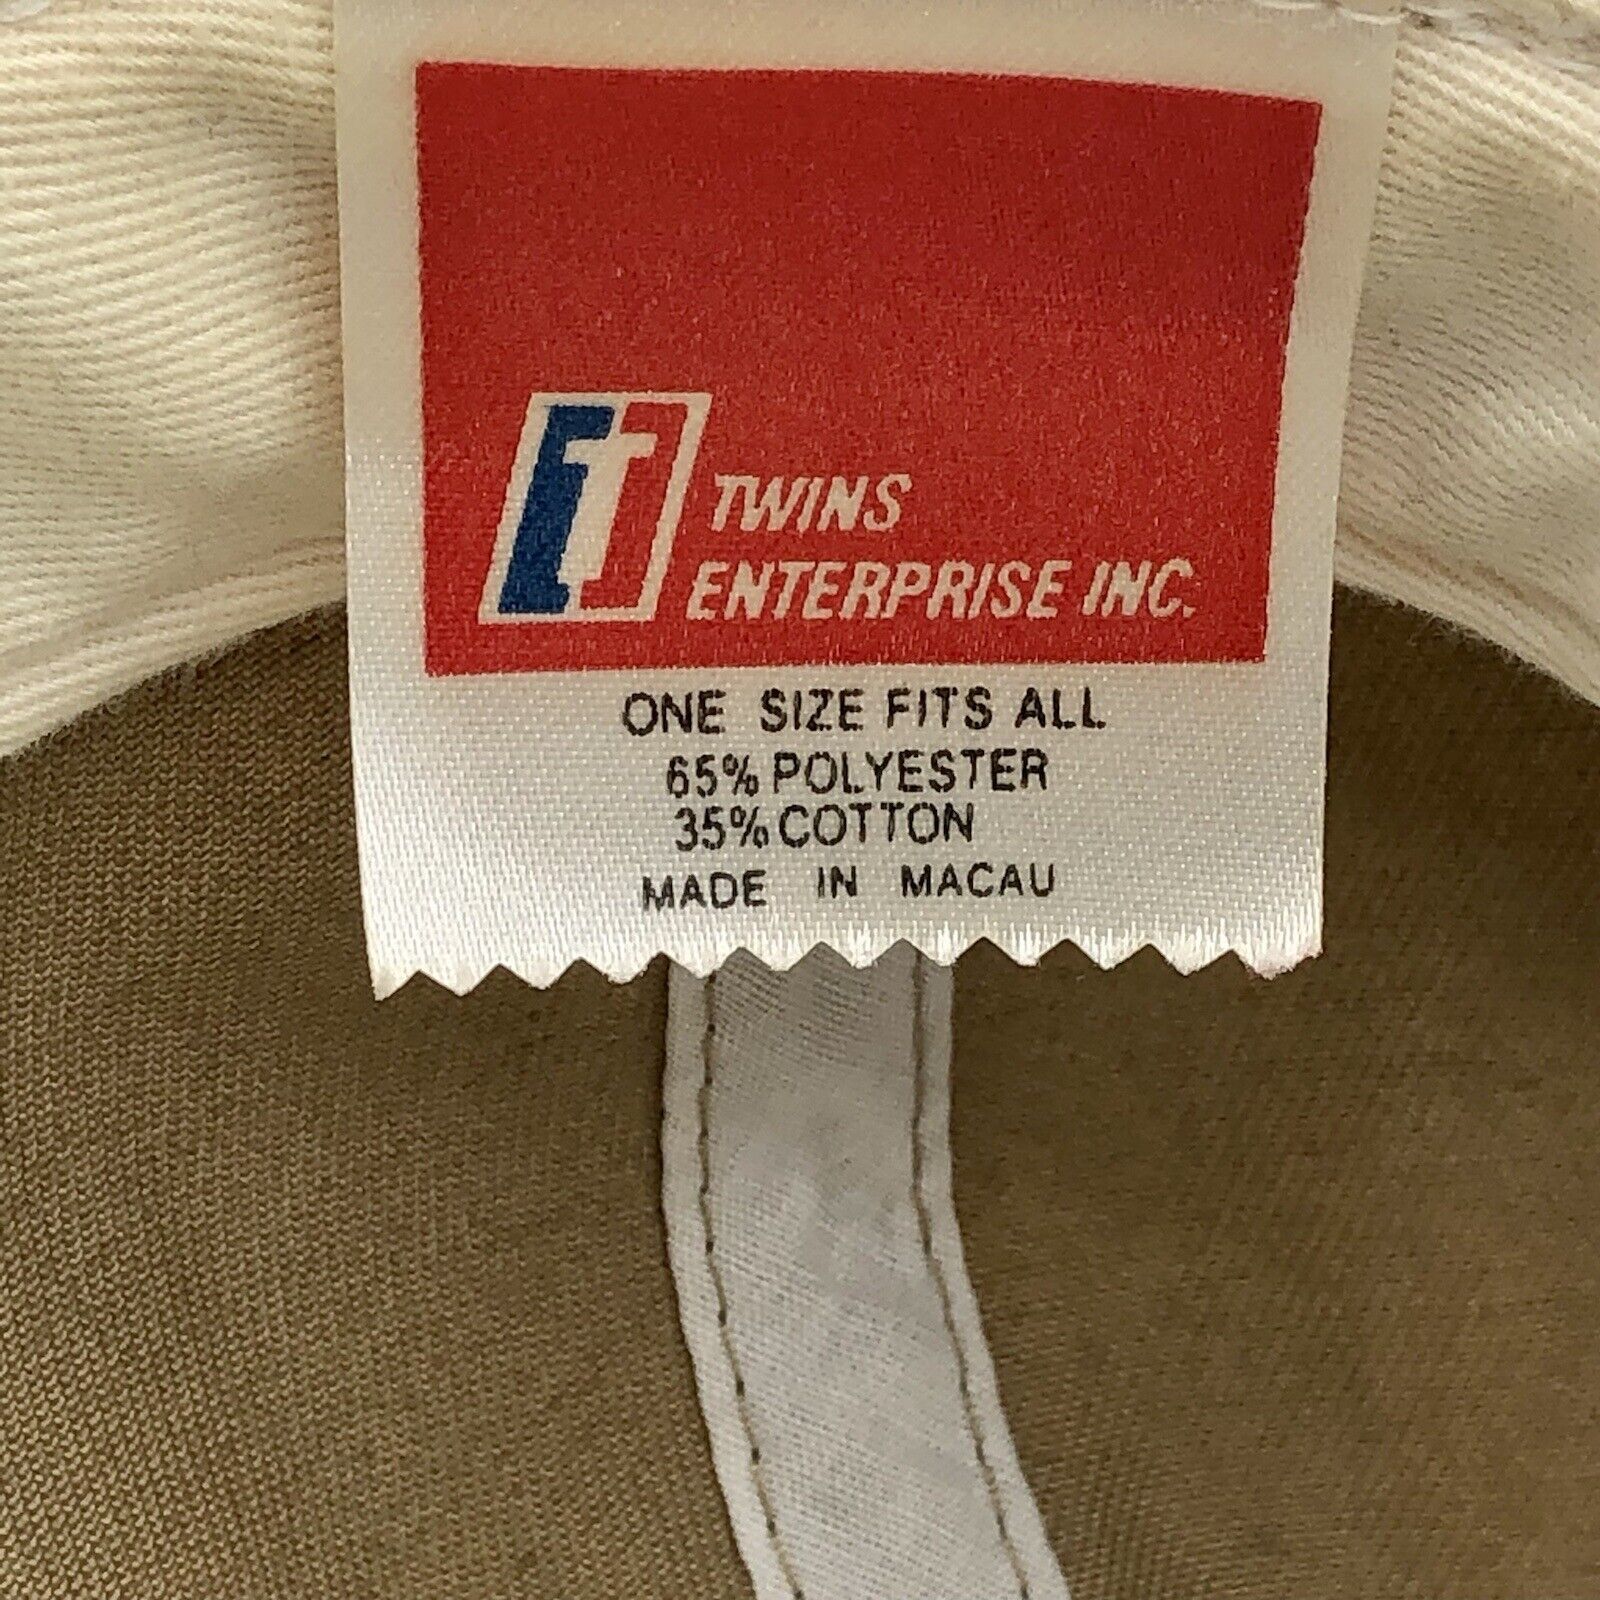 TWINS
ENTERPRISE INC.
ONE SIZE FITS ALL
65% POLYESTER
35% COTTON
MADE IN MACAU